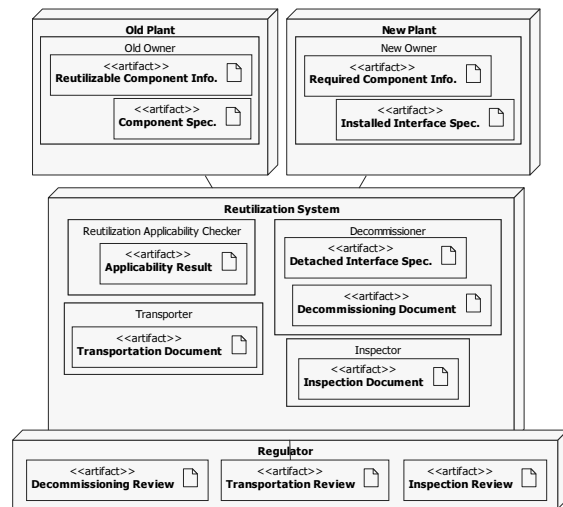 Old Plant
Old Owner
<<artifact>>
Reutilizable Component Info.
<<artifact>>
Component Spec.
New Plant
New Owner
<<artifact>>
Required Component Info.
<<artifact>>
Installed Interface Spec.
Reutilization System
Reutilization Applicability Checker
<<artifact>>
Applicability Result
Decommissioner
<<artifact>>
Detached Interface Spec.
<<artifact>>
Decommissioning Document
Transporter
<<artifact>>
Transportation Document
Inspector
<<artifact>>
Inspection Document
Regulator
<<artifact>>
Decommissioning Review
<<artifact>>
Transportation Review
<<artifact>>
Inspection Review